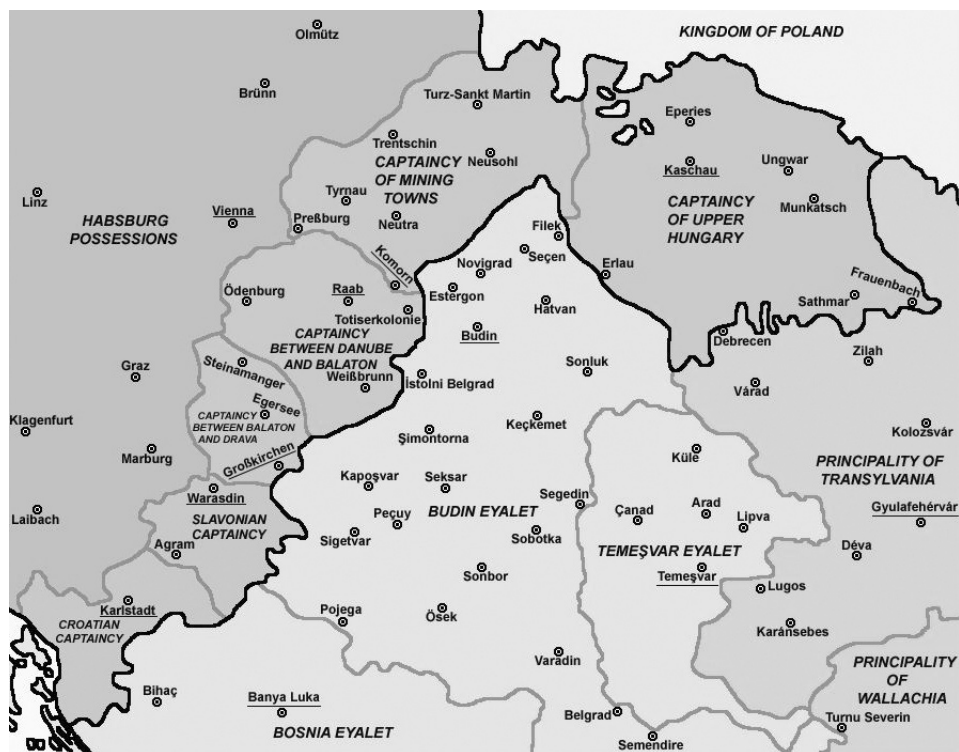 Olmütz
KINGDOM OF POLAND
Brünn
Turz-Sankt Martin
Eperies
Trentschin
Neusohl
CAPTAINCY
OF MINING
TOWNS
Kaschau
Ungwar
Linz
Tyrnau
Vienna
HABSBURG
POSSESSIONS
Preßburg
Neutra
CAPTAINCY
OF UPPER
HUNGARY
Munkatsch
Filek
Seçen
Komorn
Novigrad
Erlau
Frauenbach
Ödenburg
Raab
Estergon
Hatvan
Sathmar
Totiserkolonie
Budin
Debrecen
CAPTAINCY
BETWEEN DANUBE
AND BALATON
Zilah
Graz
Steinamanger
Weißbrunn
İstolni Belgrad
Sonluk
Várad
Egersee
CAPTAINCY
BETWEEN BALATON
AND DRAVA
Klagenfurt
Keçkemet
Kolozsvár
Şimontorna
Marburg
Großkirchen
Küle
PRINCIPALITY OF
TRANSYLVANIA
Kapoşvar
Seksar
Warasdin
Segedin
Gyulafehérvár
Laibach
SLAVONIAN
CAPTAINCY
Peçuy
BUDIN EYALET
Çanad
Arad
Lipva
Agram
Sigetvar
Sobotka
TEMEŞVAR EYALET
Déva
Sonbor
Temeşvar
Lugos
Karlstadt
Pojega
Ösek
CROATIAN
CAPTAINCY
Karánsebes
Varadin
PRINCIPALITY
OF
WALLACHIA
Bihaç
Banya Luka
Belgrad
Turnu Severin
BOSNIA EYALET
Semendire